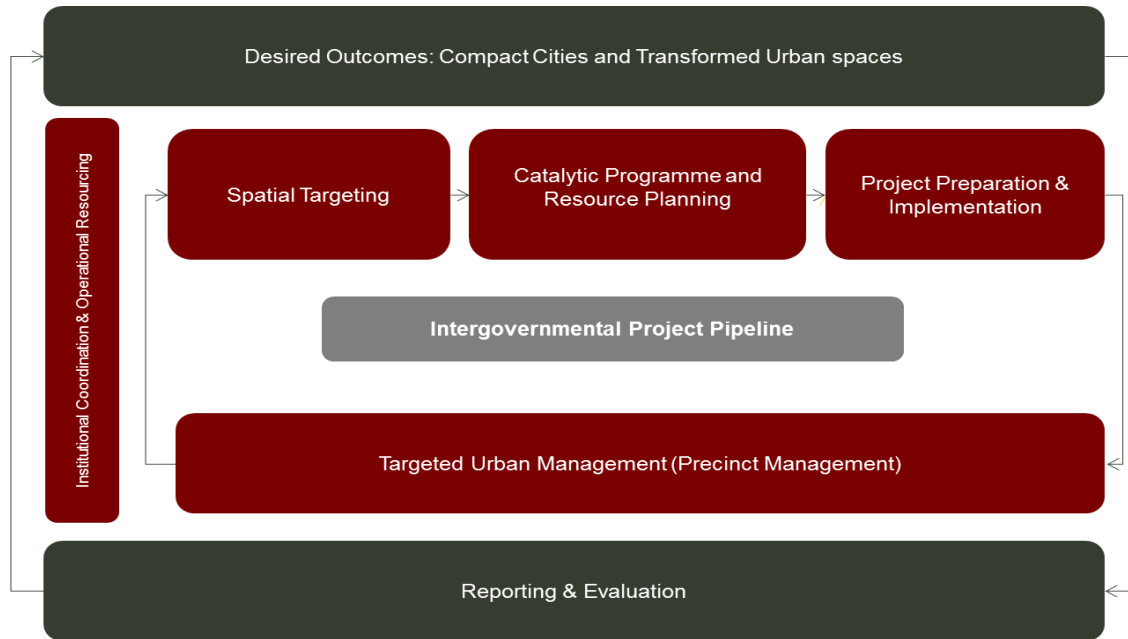 Desired Outcomes: Compact Cities and Transformed Urban spaces
Institutional Coordination & Operational Resourcing
Spatial Targeting
Catalytic Programme and
Resource Planning
Project Preparation &
Implementation
Intergovernmental Project Pipeline
Targeted Urban Management (Precinct Management)
Reporting & Evaluation